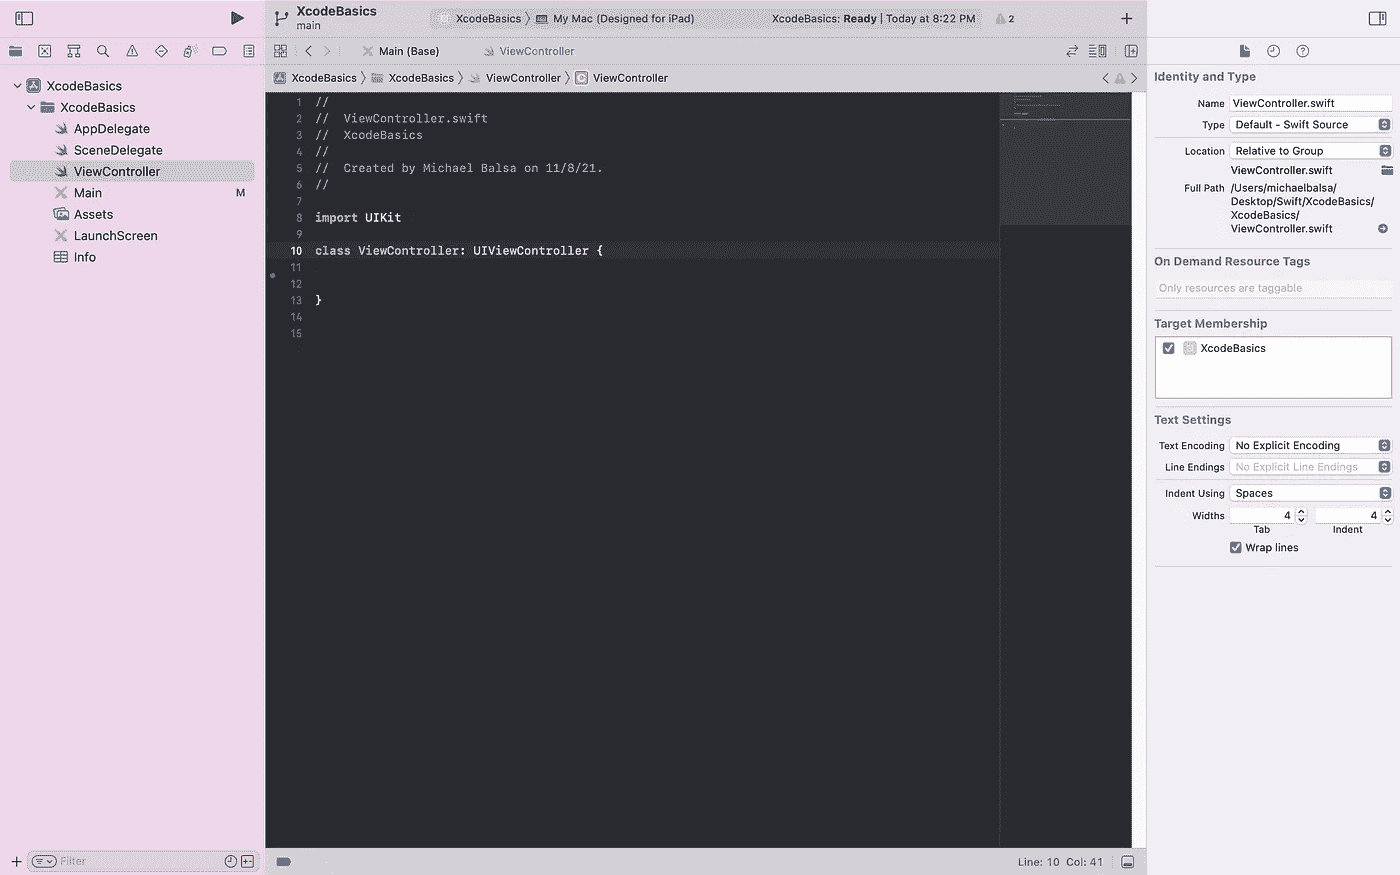 XcodeBasics
main
XcodeBasics 〉 My Mac (Designed for iPad)
XcodeBasics: Ready | Today at 8:22 PM
2
Main (Base)
ViewController
XcodeBasics 〉 XcodeBasics 〉 ViewController 〉 C ViewController
XcodeBasics
XcodeBasics
AppDelegate
SceneDelegate
ViewController
Main M
Assets
LaunchScreen
Info
Filter
1 //
2 //  ViewController.swift
3 //  XcodeBasics
4 //
5 //  Created by Michael Balsa on 11/8/21.
6 //
7
8 import UIKit
9
10 class ViewController: UIViewController {
11
12
13 }
14
15
Line: 10 Col: 41
Identity and Type
Name ViewController.swift
Type Default - Swift Source
Location Relative to Group
ViewController.swift
Full Path /Users/michaelbalsa/
Desktop/Swift/XcodeBasics/
XcodeBasics/
ViewController.swift
On Demand Resource Tags
Only resources are taggable
Target Membership
XcodeBasics
Text Settings
Text Encoding No Explicit Encoding
Line Endings No Explicit Line Endings
Indent Using Spaces
Widths 4 4
Tab Indent
Wrap lines